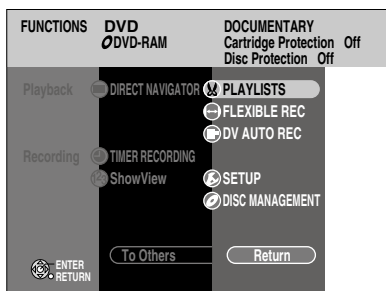 FUNCTIONS DVD DOCUMENTARY
DVD-RAM Cartridge Protection Off
Disc Protection Off
Playback DIRECT NAVIGATOR PLAYLISTS
FLEXIBLE REC
DV AUTO REC
Recording TIMER RECORDING
ShowView SETUP
DISC MANAGEMENT
To Others Return
ENTER
RETURN